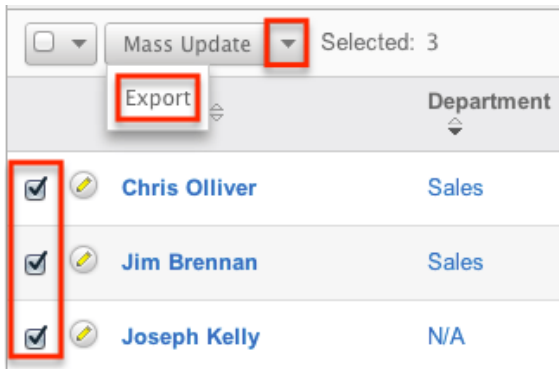 Mass Update Selected: 3
Export
Department
Chris Olliver Sales
Jim Brennan Sales
Joseph Kelly N/A